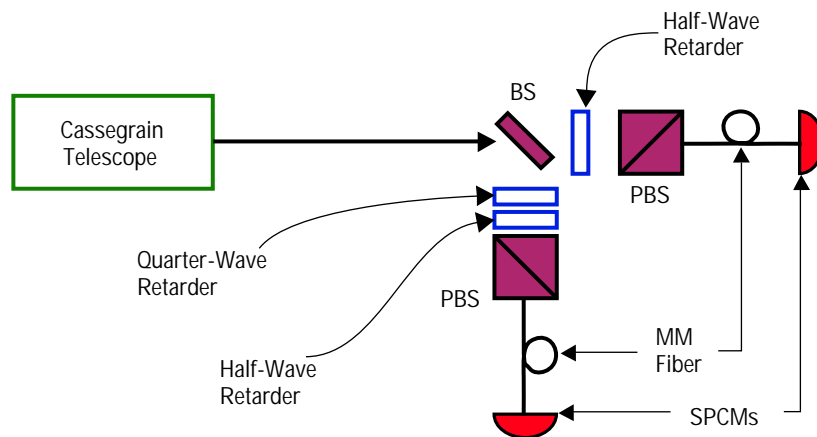 Half-Wave
Retarder
BS
Cassegrain
Telescope
PBS
Quarter-Wave
Retarder
PBS
MM
Fiber
Half-Wave
Retarder
SPCMs